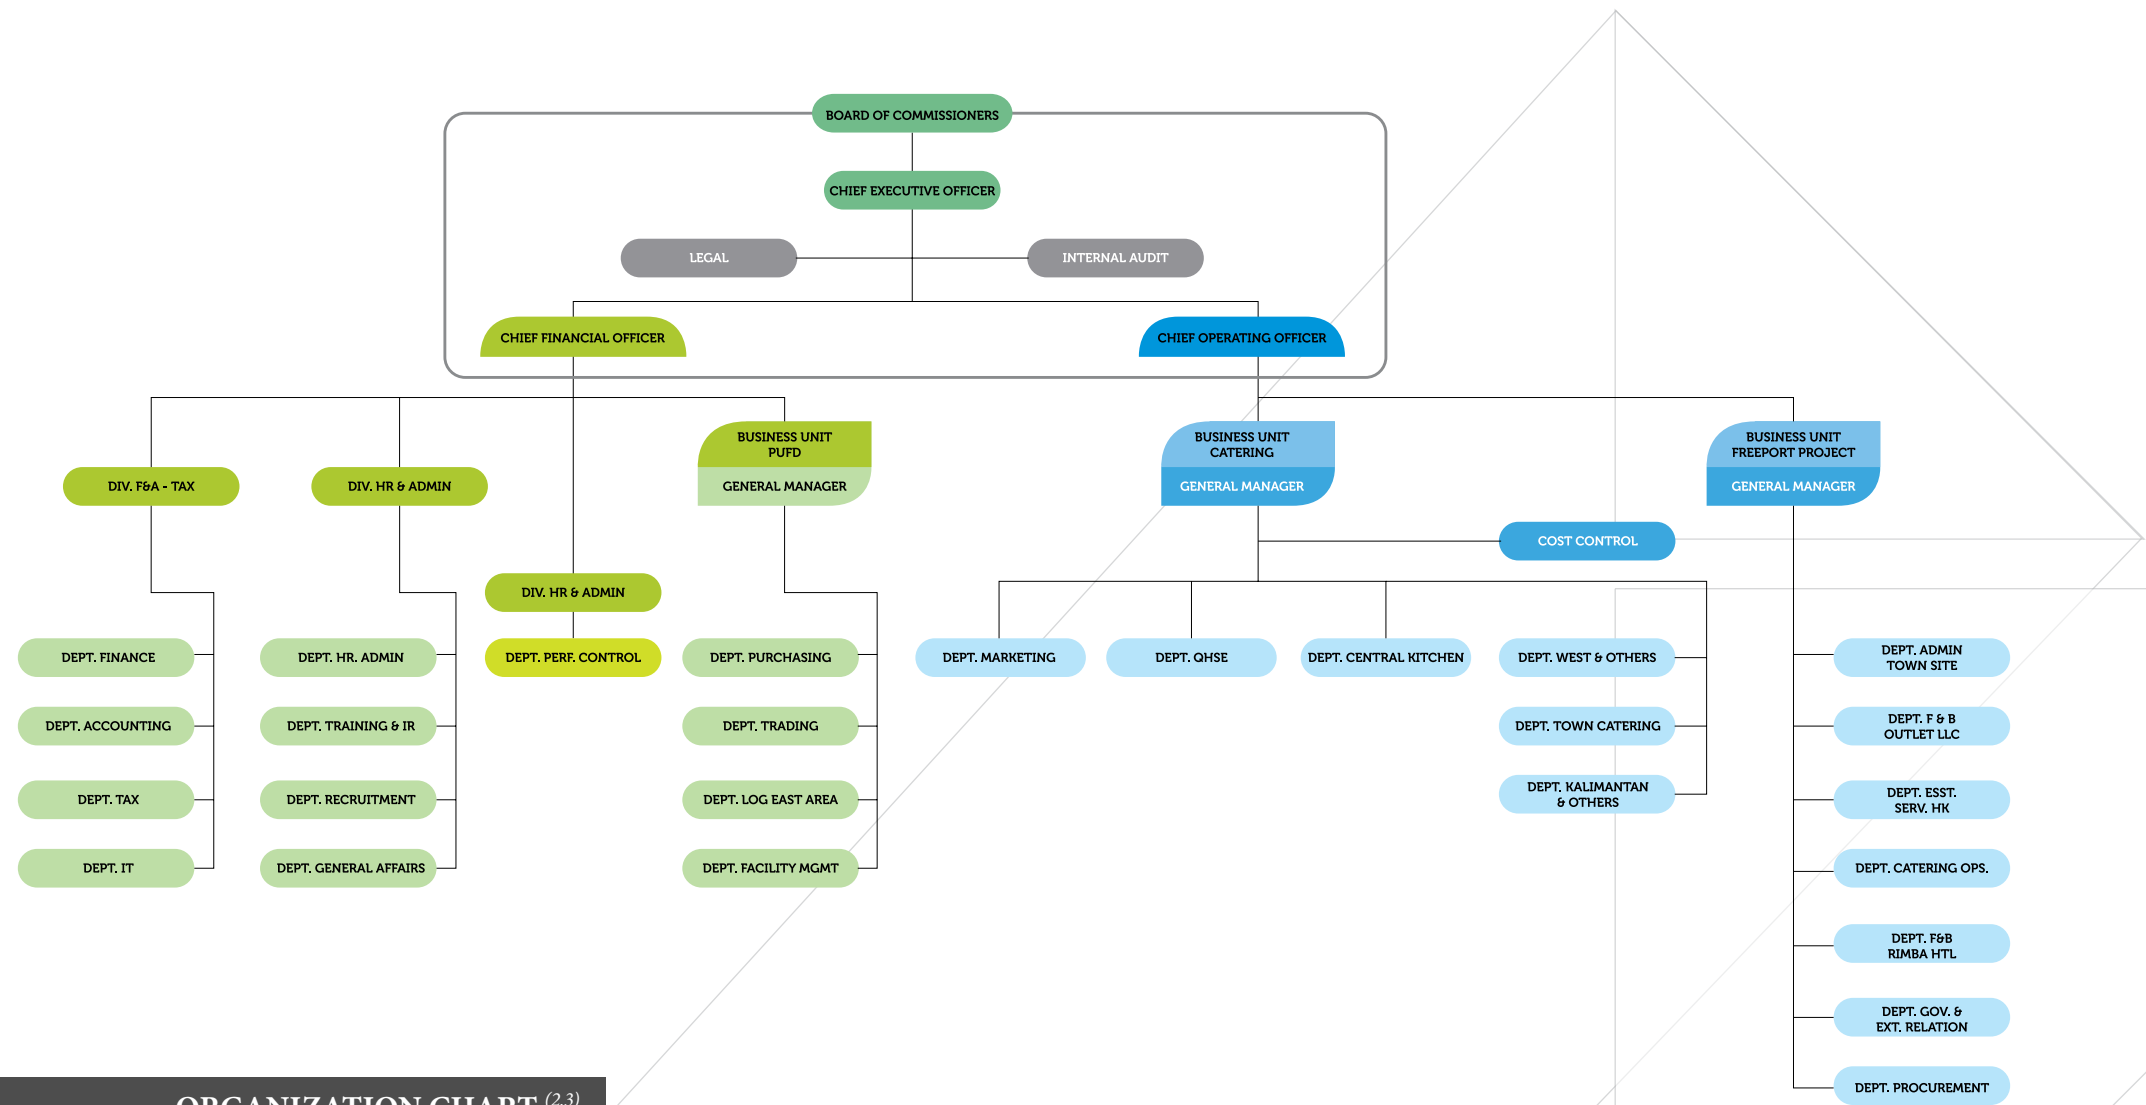 BOARD OF COMMISSIONERS
CHIEF EXECUTIVE OFFICER
LEGAL
INTERNAL AUDIT
CHIEF FINANCIAL OFFICER
CHIEF OPERATING OFFICER
BUSINESS UNIT
PUFD
GENERAL MANAGER
BUSINESS UNIT
CATERING
GENERAL MANAGER
BUSINESS UNIT
FREEPORT PROJECT
GENERAL MANAGER
DIV. F&A - TAX
DIV. HR & ADMIN
COST CONTROL
DIV. HR & ADMIN
DEPT. FINANCE
DEPT. HR. ADMIN
DEPT. PERF. CONTROL
DEPT. PURCHASING
DEPT. MARKETING
DEPT. QHSE
DEPT. CENTRAL KITCHEN
DEPT. WEST & OTHERS
DEPT. ADMIN
TOWN SITE
DEPT. ACCOUNTING
DEPT. TRAINING & IR
DEPT. TRADING
DEPT. TOWN CATERING
DEPT. F & B
OUTLET LLC
DEPT. TAX
DEPT. RECRUITMENT
DEPT. LOG EAST AREA
DEPT. KALIMANTAN
& OTHERS
DEPT. ESST.
SERV. HK
DEPT. IT
DEPT. GENERAL AFFAIRS
DEPT. FACILITY MGMT
DEPT. CATERING OPS.
DEPT. F&B
RIMBA HTL
DEPT. GOV. &
EXT. RELATION
DEPT. PROCUREMENT
ORGANIZATION CHART (2,3)